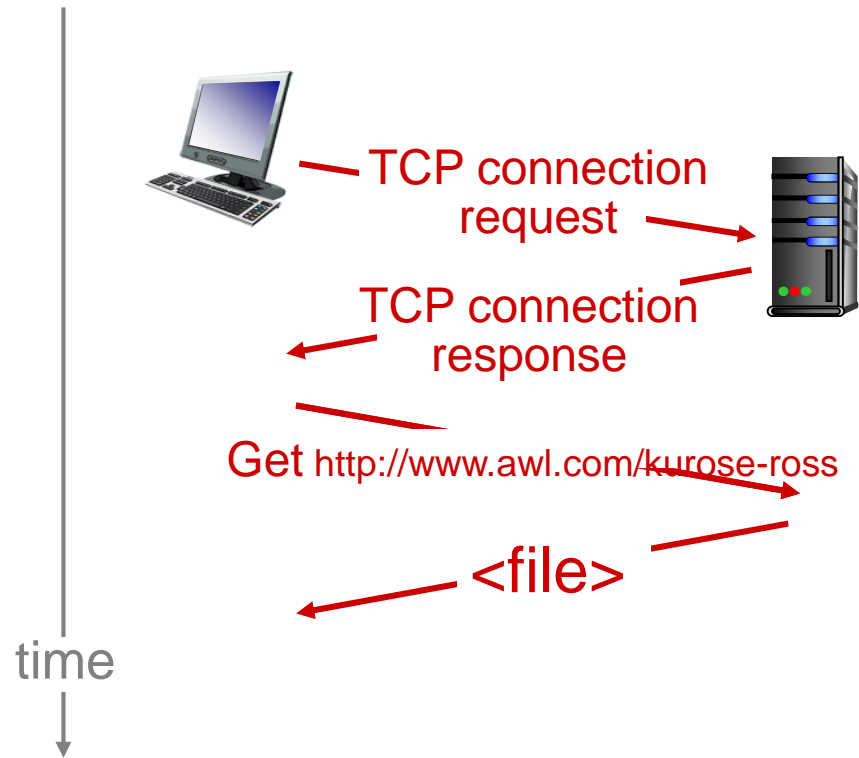 TCP connection
request
TCP connection
response
Get http://www.awl.com/kurose-ross
<file>
time